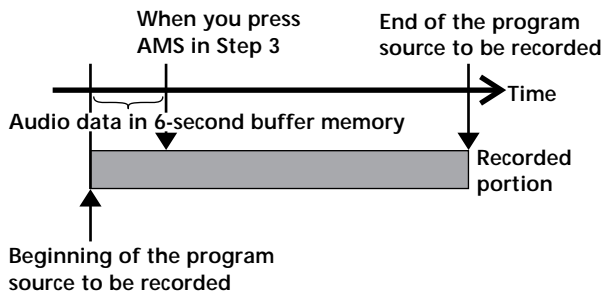 When you press
AMS in Step 3
End of the program
source to be recorded
Time
Audio data in 6-second buffer memory
Recorded
portion
Beginning of the program
source to be recorded